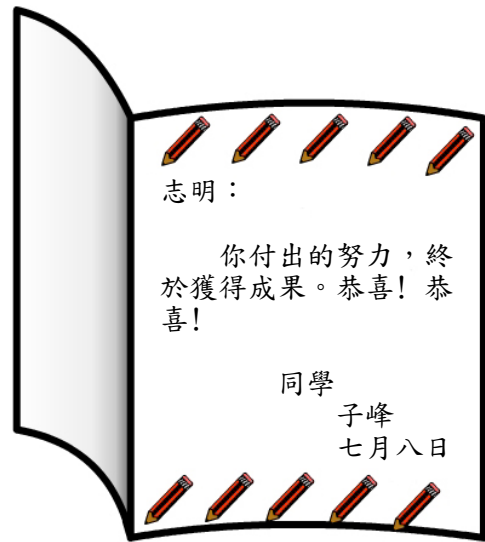 志明：
你付出的努力，終
於獲得成果。恭喜！恭
喜！
同學
子峰
七月八日